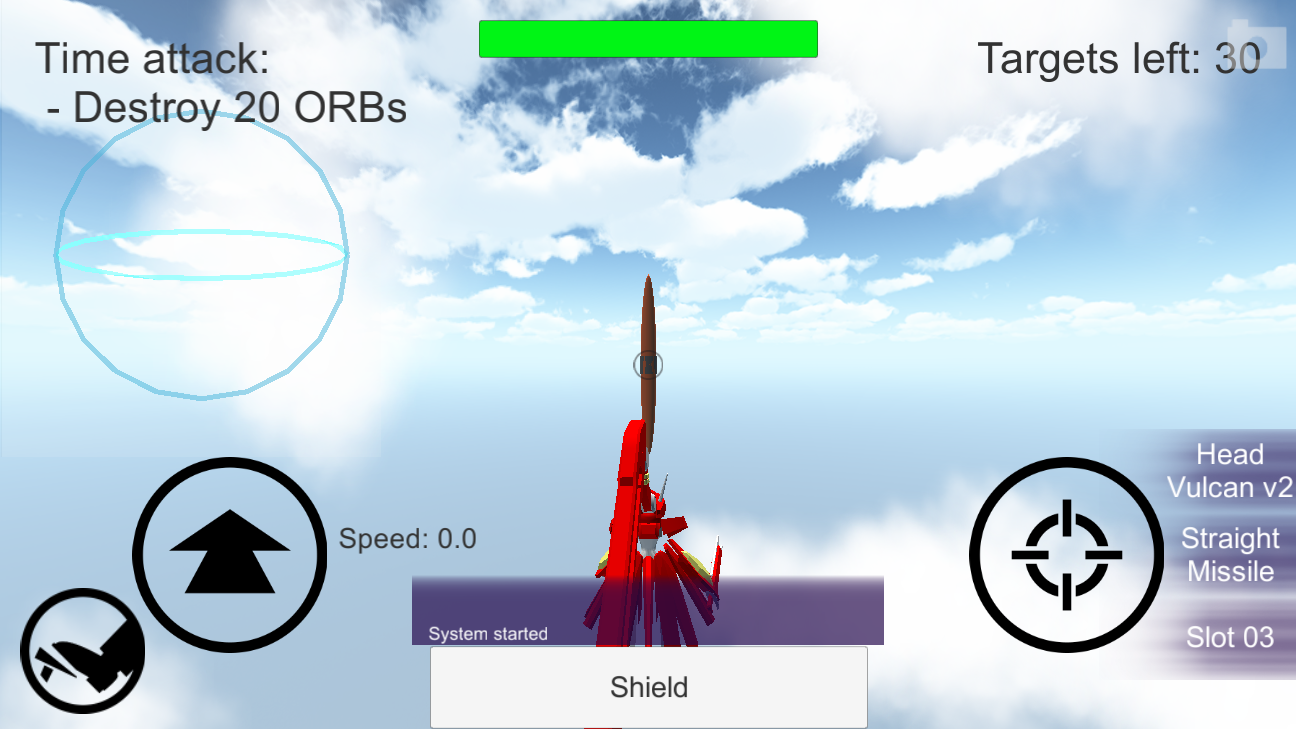 Time attack:
- Destroy 20 ORBs
Targets left: 30
Head
Vulcan v2
Straight
Missile
Slot 03
Speed: 0.0
System started
Shield